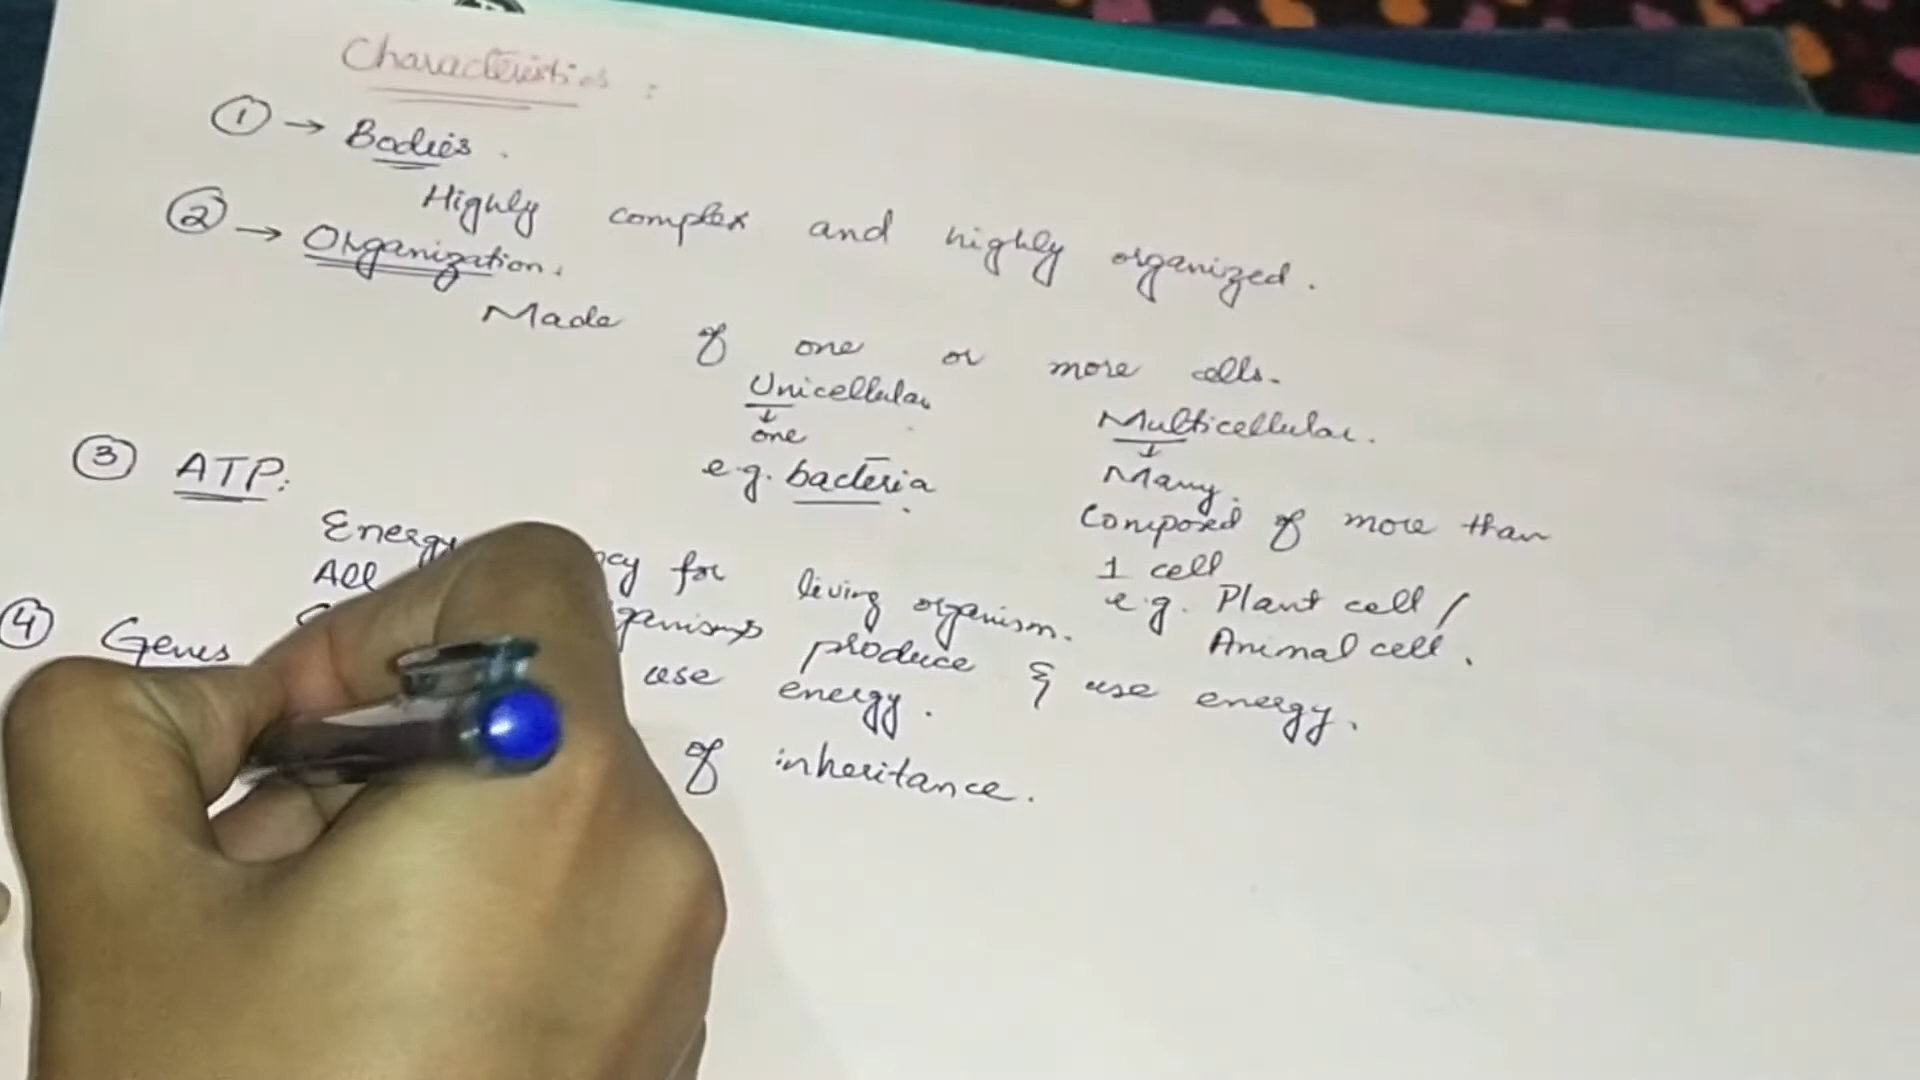 Characteristics :
① → Bodies.
Highly complex and highly organized.
② → Organization.
Made of one or more cells.
Unicellular
↓
one
e.g. bacteria
Multicellular.
↓
Many.
Composed of more than
1 cell
e.g. Plant cell /
Animal cell.
③ ATP:
for living organism.
All produce & use energy.
use energy.
④ Genes
of inheritance.